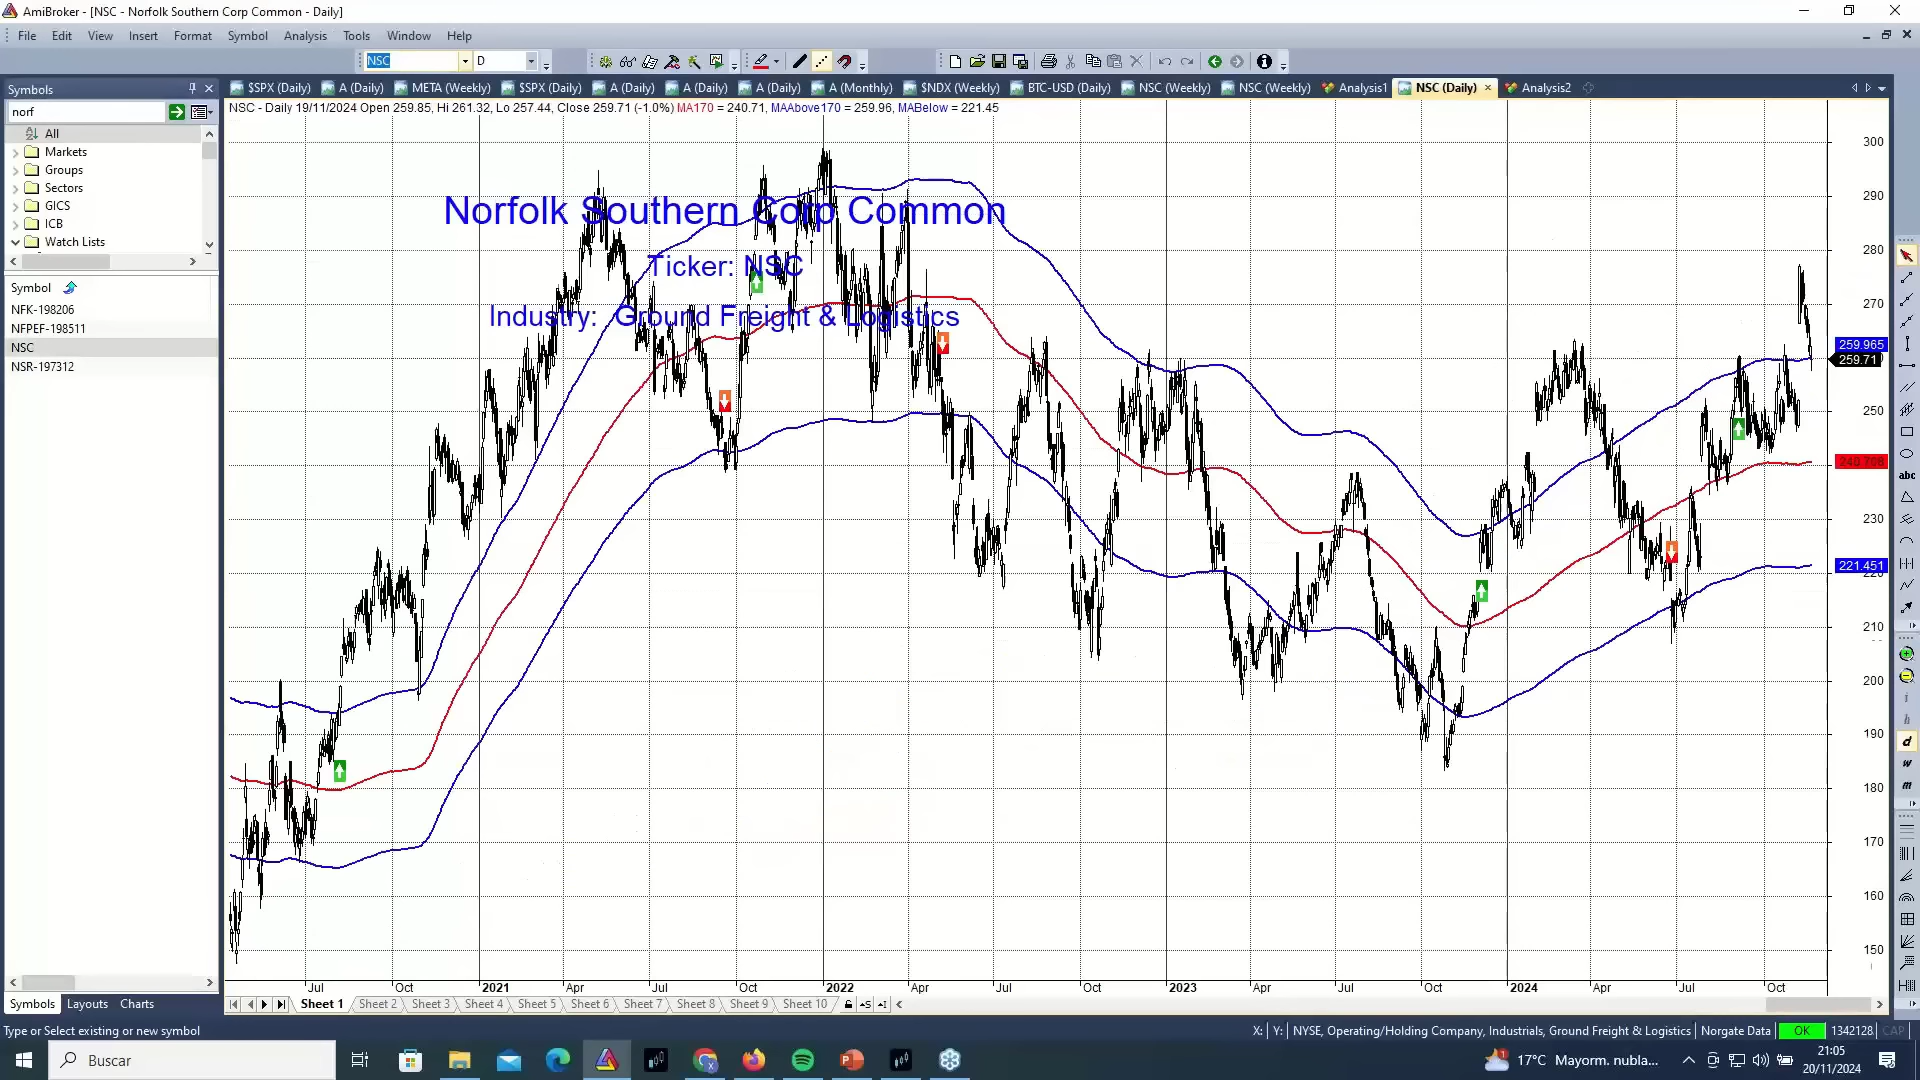 AmiBroker - [NSC - Norfolk Southern Corp Common - Daily]
File Edit View Insert Format Symbol Analysis Tools Window Help
NSC D
Symbols
$SPX (Daily) A (Daily) META (Weekly) $SPX (Daily) A (Daily) A (Daily) A (Daily) A (Monthly) $NDX (Weekly) BTC-USD (Daily) NSC (Weekly) NSC (Weekly) Analysis1 NSC (Daily) Analysis2
norf
NSC - Daily 19/11/2024 Open 259.85, Hi 261.32, Lo 257.44, Close 259.71 (-1.0%) MA170 = 240.71, MAAbove170 = 259.96, MABelow = 221.45
All
Markets
Groups
Sectors
GICS
ICB
Watch Lists
Symbol
NFK-198206
NFPEF-198511
NSC
NSR-197312
Norfolk Southern Corp Common
Ticker: NSC
Industry: Ground Freight & Logistics
300
290
280
270
259.965
259.71
250
240.708
230
221.451
220
210
200
190
180
170
160
150
abc
i
h
d
w
m
Jul Oct 2021 Apr Jul Oct 2022 Apr Jul Oct 2023 Apr Jul Oct 2024 Apr Jul Oct
Symbols Layouts Charts
Sheet 1 Sheet 2 Sheet 3 Sheet 4 Sheet 5 Sheet 6 Sheet 7 Sheet 8 Sheet 9 Sheet 10
Type or Select existing or new symbol
X: Y: NYSE, Operating/Holding Company, Industrials, Ground Freight & Logistics Norgate Data OK 1342128 CAP
Buscar
17°C Mayorm. nubla...
21:05
20/11/2024